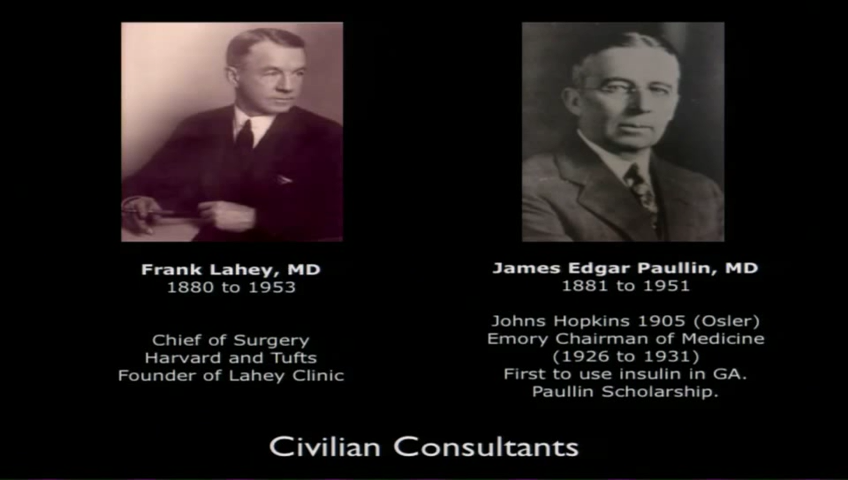 Frank Lahey, MD
1880 to 1953
Chief of Surgery
Harvard and Tufts
Founder of Lahey Clinic
James Edgar Paullin, MD
1881 to 1951
Johns Hopkins 1905 (Osler)
Emory Chairman of Medicine
(1926 to 1931)
First to use insulin in GA.
Paullin Scholarship.
Civilian Consultants